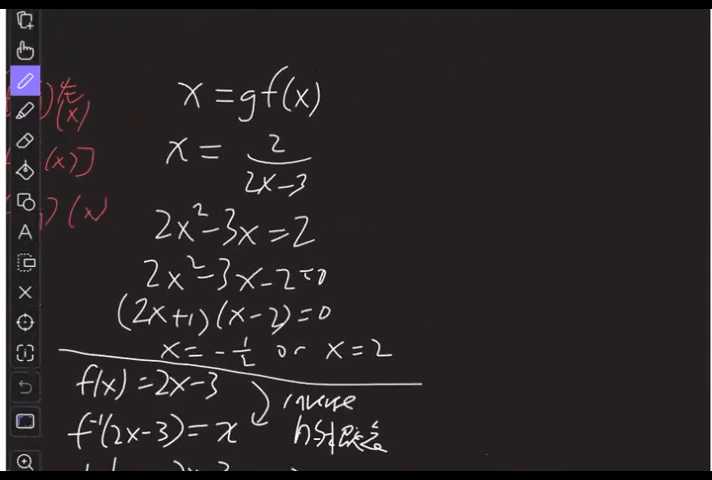 x = gf(x)
x = 2/(2x-3)
2x² - 3x = 2
2x² - 3x - 2 = 0
(2x+1)(x-2) = 0
x = -1/2 or x = 2
f(x) = 2x - 3
f⁻¹(2x-3) = x
(x)
(x)]
(x)
A